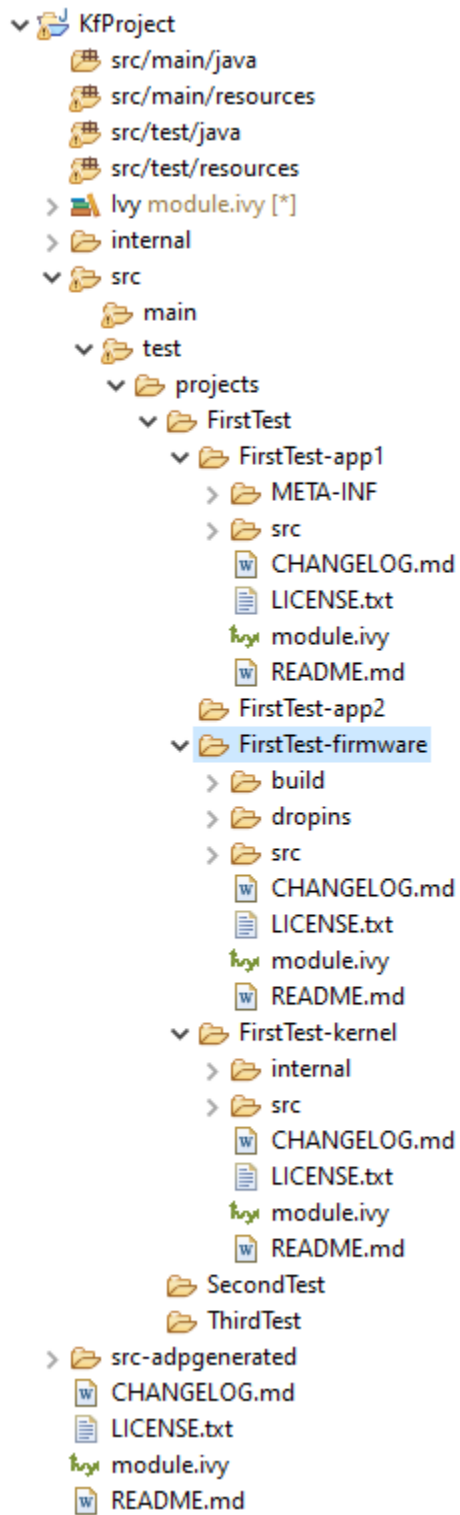 KfProject
src/main/java
src/main/resources
src/test/java
src/test/resources
Ivy module.ivy [*]
internal
src
main
test
projects
FirstTest
FirstTest-app1
META-INF
src
CHANGELOG.md
LICENSE.txt
module.ivy
README.md
FirstTest-app2
FirstTest-firmware
build
dropins
src
CHANGELOG.md
LICENSE.txt
module.ivy
README.md
FirstTest-kernel
internal
src
CHANGELOG.md
LICENSE.txt
module.ivy
README.md
SecondTest
ThirdTest
src-adpgenerated
CHANGELOG.md
LICENSE.txt
module.ivy
README.md